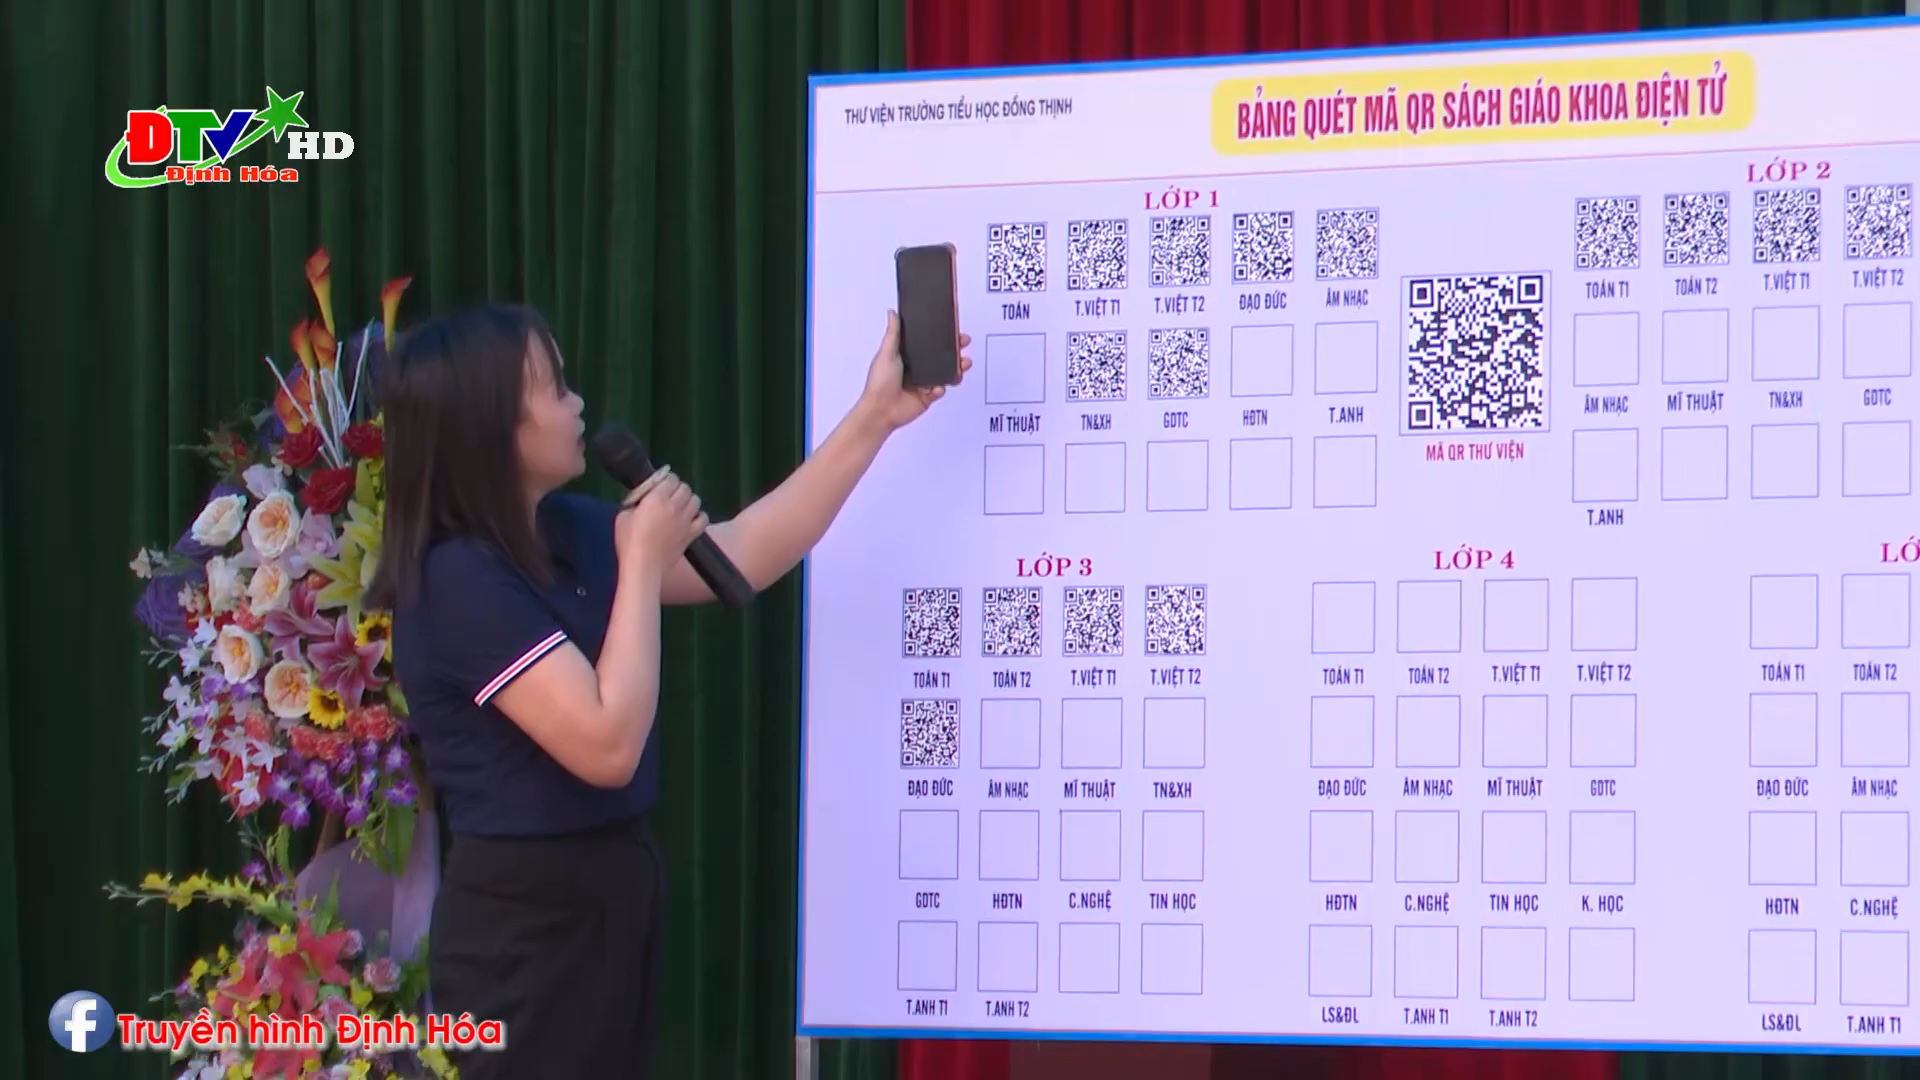 ĐTV HD
Định Hóa
THƯ VIỆN TRƯỜNG TIỂU HỌC ĐỒNG THỊNH
BẢNG QUÉT MÃ QR SÁCH GIÁO KHOA ĐIỆN TỬ
LỚP 1
TOÁN T.VIỆT T1 T.VIỆT T2 ĐẠO ĐỨC ÂM NHẠC
MĨ THUẬT TN&XH GDTC HĐTN T.ANH
MÃ QR THƯ VIỆN
LỚP 2
TOÁN T1 TOÁN T2 T.VIỆT T1 T.VIỆT T2
ÂM NHẠC MĨ THUẬT TN&XH GDTC
T.ANH
LỚP 3
TOÁN T1 TOÁN T2 T.VIỆT T1 T.VIỆT T2
ĐẠO ĐỨC ÂM NHẠC MĨ THUẬT TN&XH
GDTC HĐTN C.NGHỆ TIN HỌC
T.ANH T1 T.ANH T2
LỚP 4
TOÁN T1 TOÁN T2 T.VIỆT T1 T.VIỆT T2
ĐẠO ĐỨC ÂM NHẠC MĨ THUẬT GDTC
HĐTN C.NGHỆ TIN HỌC K. HỌC
LS&ĐL T.ANH T1 T.ANH T2
LỚ
TOÁN T1 TOÁN T2
ĐẠO ĐỨC ÂM NHẠC
HĐTN C.NGHỆ
LS&ĐL T.ANH T1
f Truyền hình Định Hóa